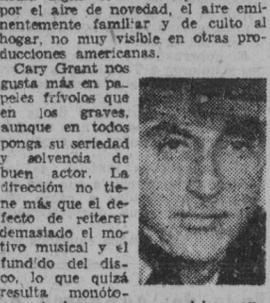 por el aire de novedad, el aire emi-
nentemente familiar y de culto al
hogar, no muy visible en otras pro-
ducciones americanas.
Cary Grant nos
gusta más en pa-
peles frívolos que
en los graves,
aunque en todos
ponga su seriedad
y solvencia de
buen actor. La
dirección no tie-
ne más que el de-
fecto de reiterar
demasiado el mo-
tivo musical y el
fundido del dis-
co, lo que quizá
resulta monóto-